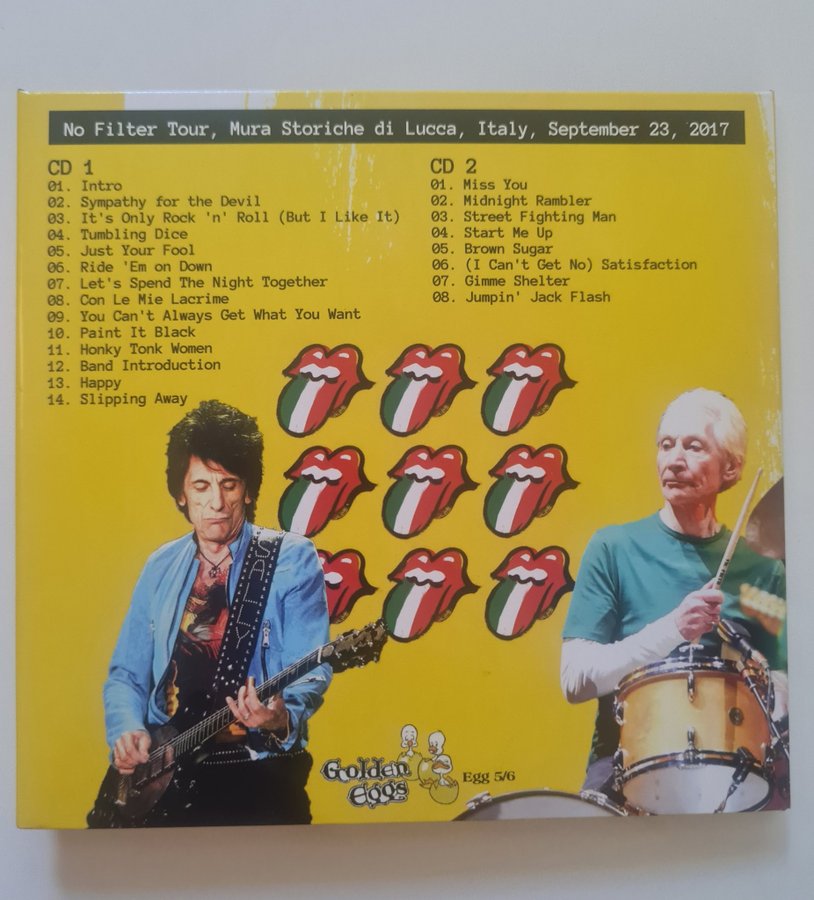 No Filter Tour, Mura Storiche di Lucca, Italy, September 23, 2017
CD 1
01. Intro
02. Sympathy for the Devil
03. It's Only Rock 'n' Roll (But I Like It)
04. Tumbling Dice
05. Just Your Fool
06. Ride 'Em on Down
07. Let's Spend The Night Together
08. Con Le Mie Lacrime
09. You Can't Always Get What You Want
10. Paint It Black
11. Honky Tonk Women
12. Band Introduction
13. Happy
14. Slipping Away
CD 2
01. Miss You
02. Midnight Rambler
03. Street Fighting Man
04. Start Me Up
05. Brown Sugar
06. (I Can't Get No) Satisfaction
07. Gimme Shelter
08. Jumpin' Jack Flash
SALLY
Golden
Eggs
Egg 5/6